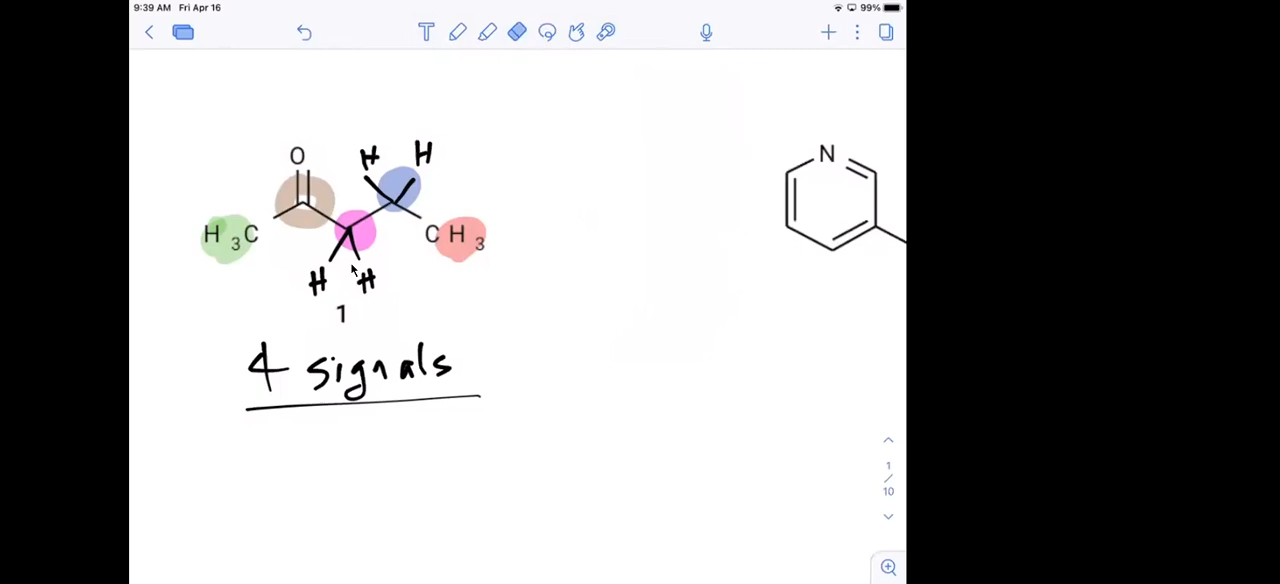 9:39 AM Fri Apr 16
99%
T
O
H H
N
H3C
CH3
H H
1
4 signals
1
/
10